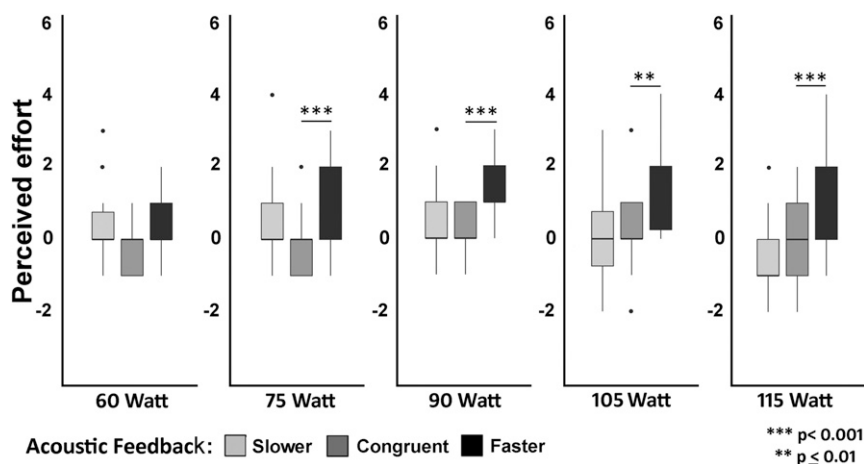 6 6 6 6 6
*** *** ** ***
4 4 4 4 4
2 2 2 2 2
0 0 0 0 0
-2 -2 -2 -2 -2
Perceived effort
60 Watt 75 Watt 90 Watt 105 Watt 115 Watt
Acoustic Feedback: Slower Congruent Faster
*** p< 0.001
** p ≤ 0.01